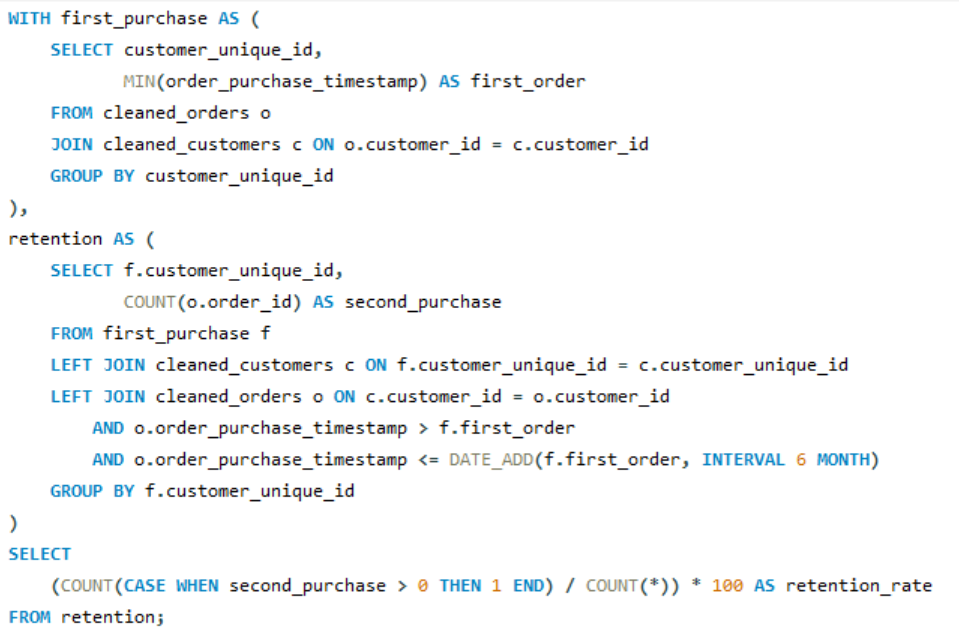 WITH first_purchase AS (
    SELECT customer_unique_id,
           MIN(order_purchase_timestamp) AS first_order
    FROM cleaned_orders o
    JOIN cleaned_customers c ON o.customer_id = c.customer_id
    GROUP BY customer_unique_id
),
retention AS (
    SELECT f.customer_unique_id,
           COUNT(o.order_id) AS second_purchase
    FROM first_purchase f
    LEFT JOIN cleaned_customers c ON f.customer_unique_id = c.customer_unique_id
    LEFT JOIN cleaned_orders o ON c.customer_id = o.customer_id
        AND o.order_purchase_timestamp > f.first_order
        AND o.order_purchase_timestamp <= DATE_ADD(f.first_order, INTERVAL 6 MONTH)
    GROUP BY f.customer_unique_id
)
SELECT
    (COUNT(CASE WHEN second_purchase > 0 THEN 1 END) / COUNT(*)) * 100 AS retention_rate
FROM retention;